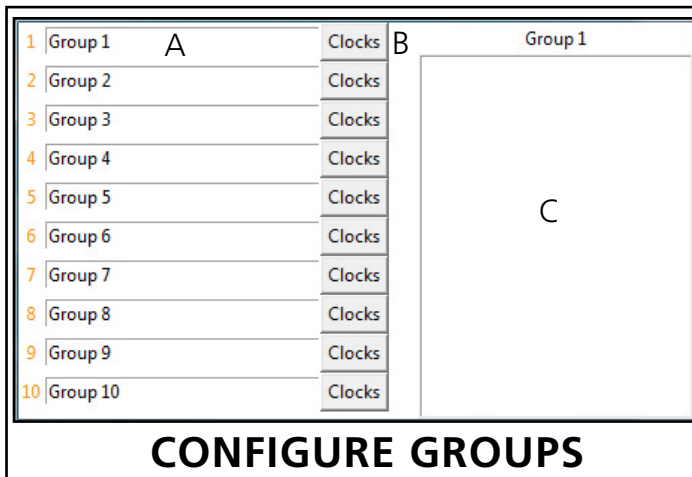 1 Group 1 A Clocks B Group 1
2 Group 2 Clocks
3 Group 3 Clocks
4 Group 4 Clocks
5 Group 5 Clocks C
6 Group 6 Clocks
7 Group 7 Clocks
8 Group 8 Clocks
9 Group 9 Clocks
10 Group 10 Clocks
CONFIGURE GROUPS